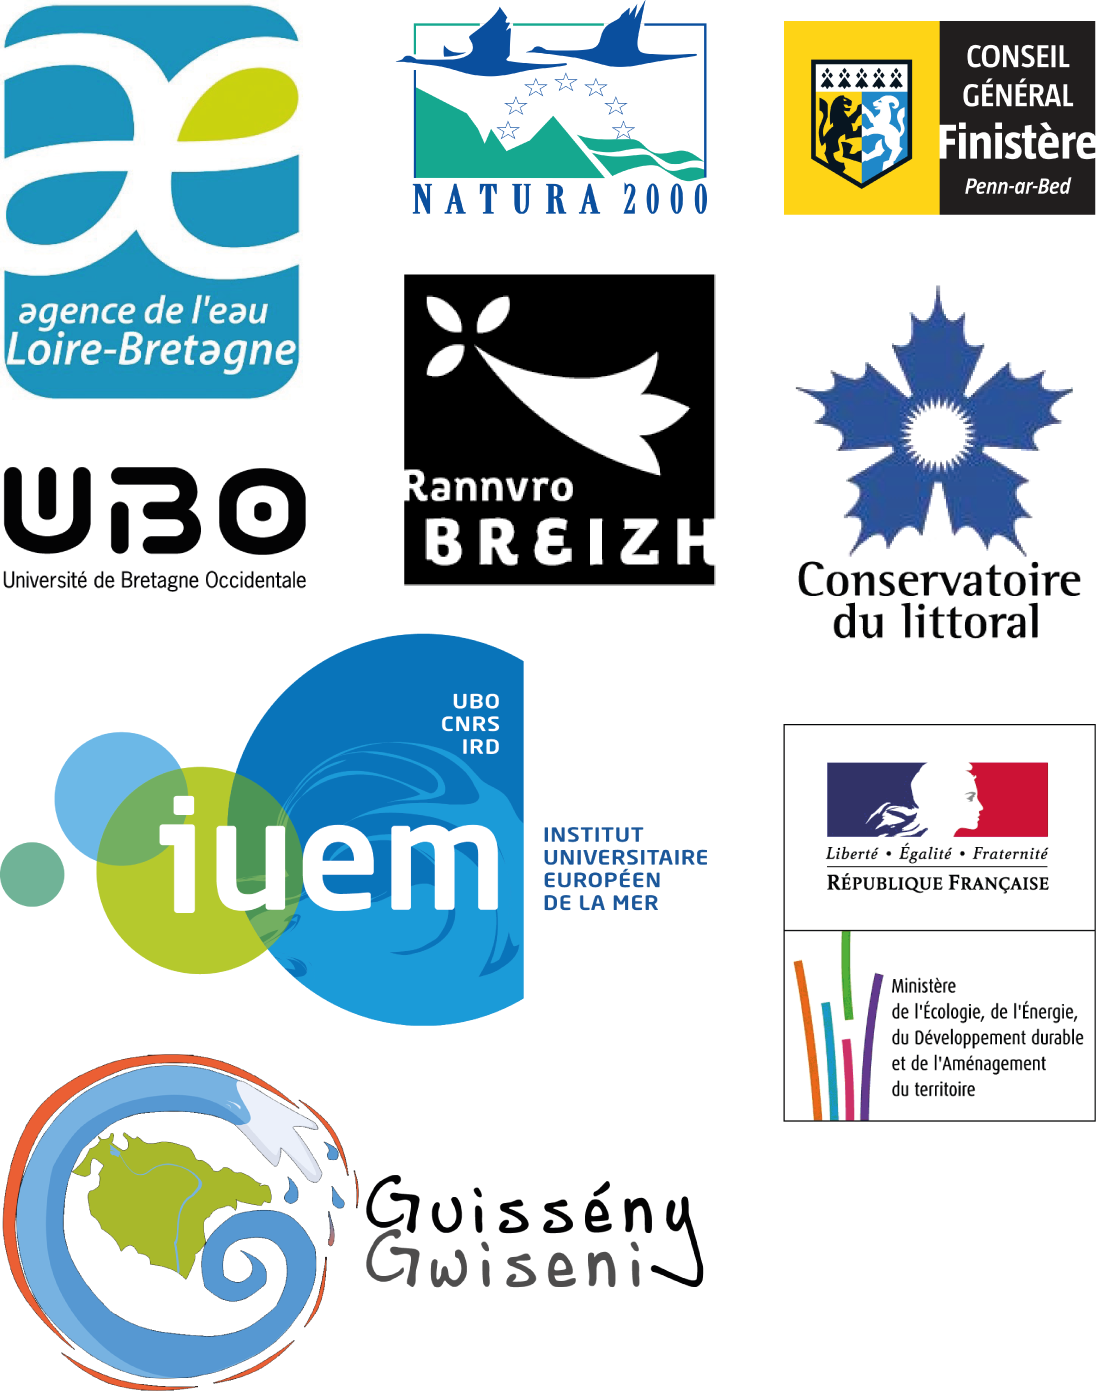 æ
agence de l'eau
Loire-Bretagne
NATURA 2000
CONSEIL
GÉNÉRAL
Finistère
Penn-ar-Bed
Rannvro
BREIZH
Conservatoire
du littoral
UBO
Université de Bretagne Occidentale
UBO
CNRS
IRD
iuem
INSTITUT
UNIVERSITAIRE
EUROPÉEN
DE LA MER
Liberté • Égalité • Fraternité
RÉPUBLIQUE FRANÇAISE
Ministère
de l'Écologie, de l'Énergie,
du Développement durable
et de l'Aménagement
du territoire
Guissény
Gwiseni